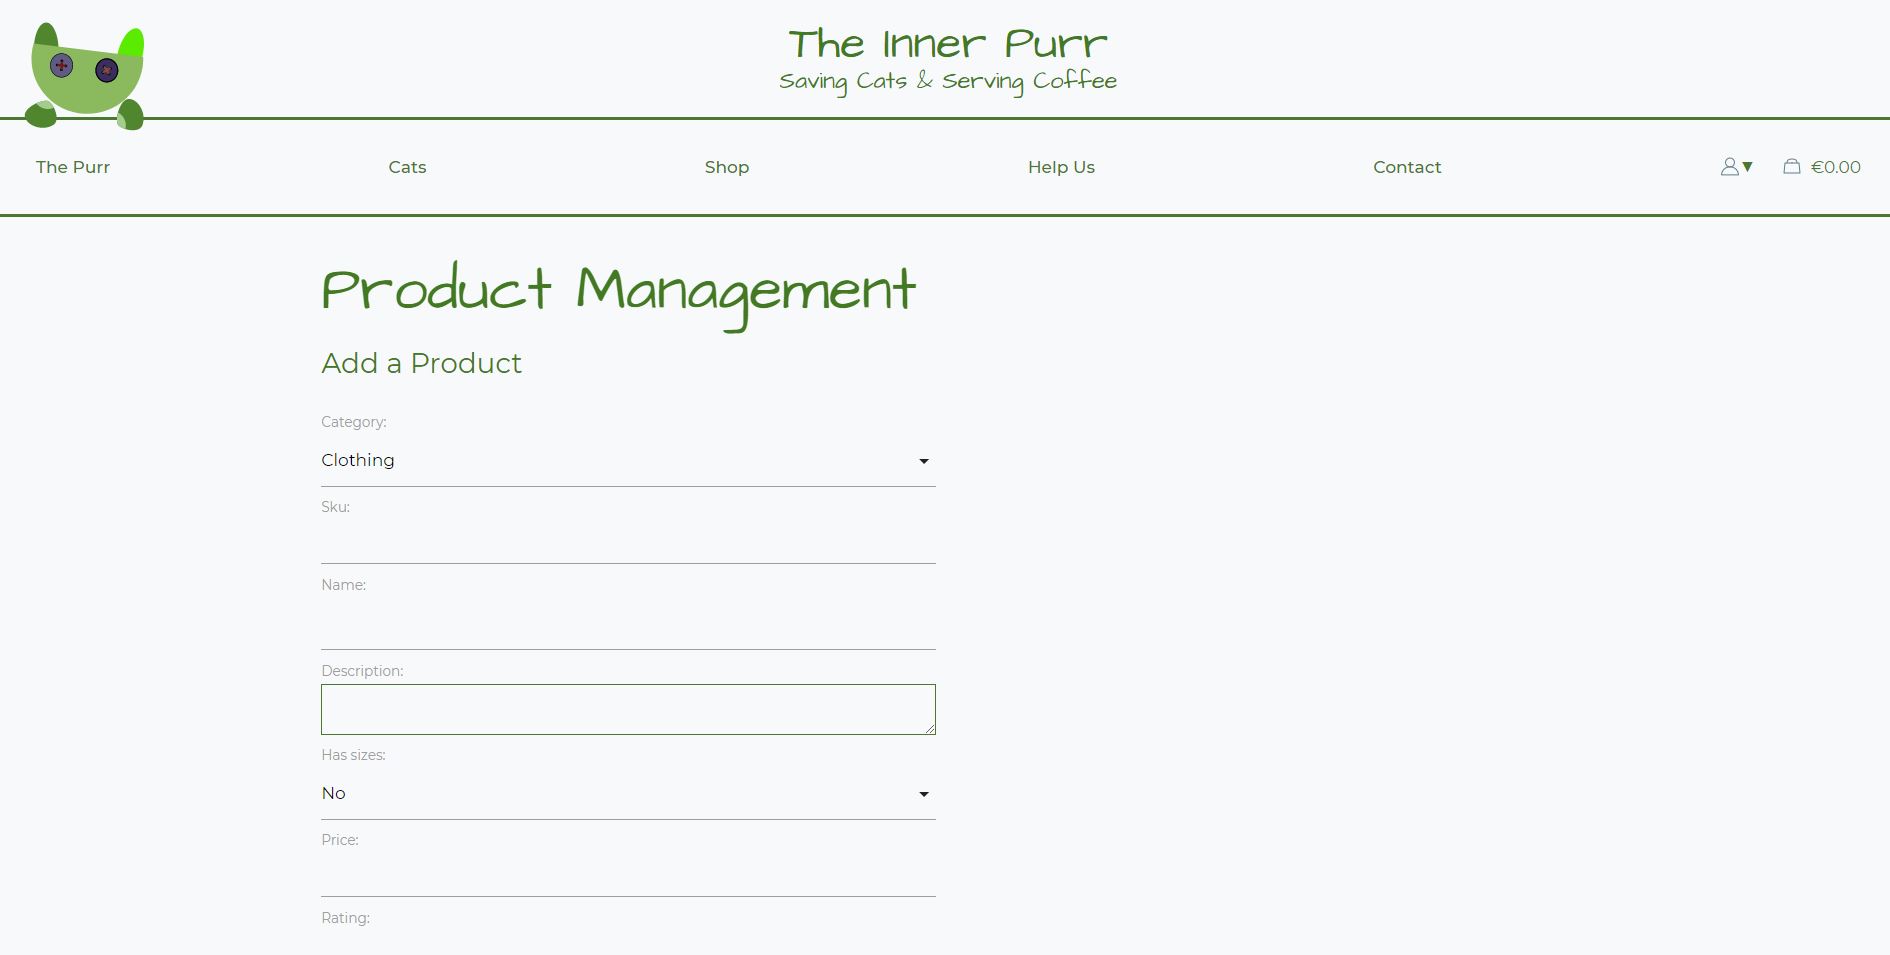 The Inner Purr
Saving Cats & Serving Coffee
The Purr Cats Shop Help Us Contact €0.00
Product Management
Add a Product
Category:
Clothing
Sku:
Name:
Description:
Has sizes:
No
Price:
Rating: